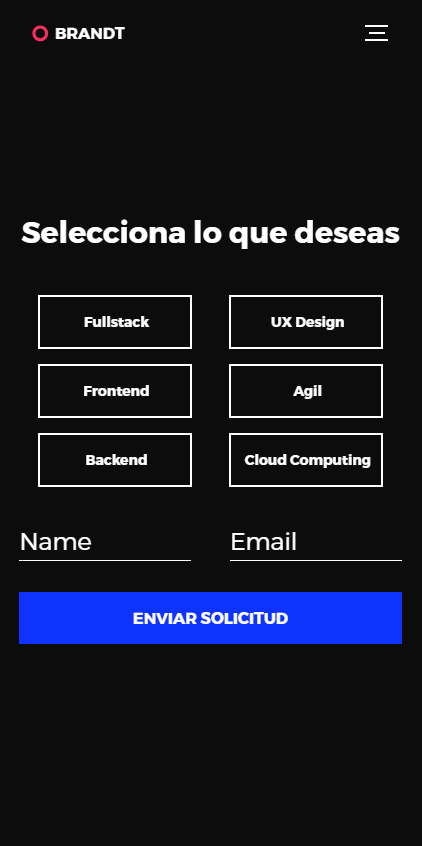 BRANDT
Selecciona lo que deseas
Fullstack
UX Design
Frontend
Agil
Backend
Cloud Computing
Name
Email
ENVIAR SOLICITUD